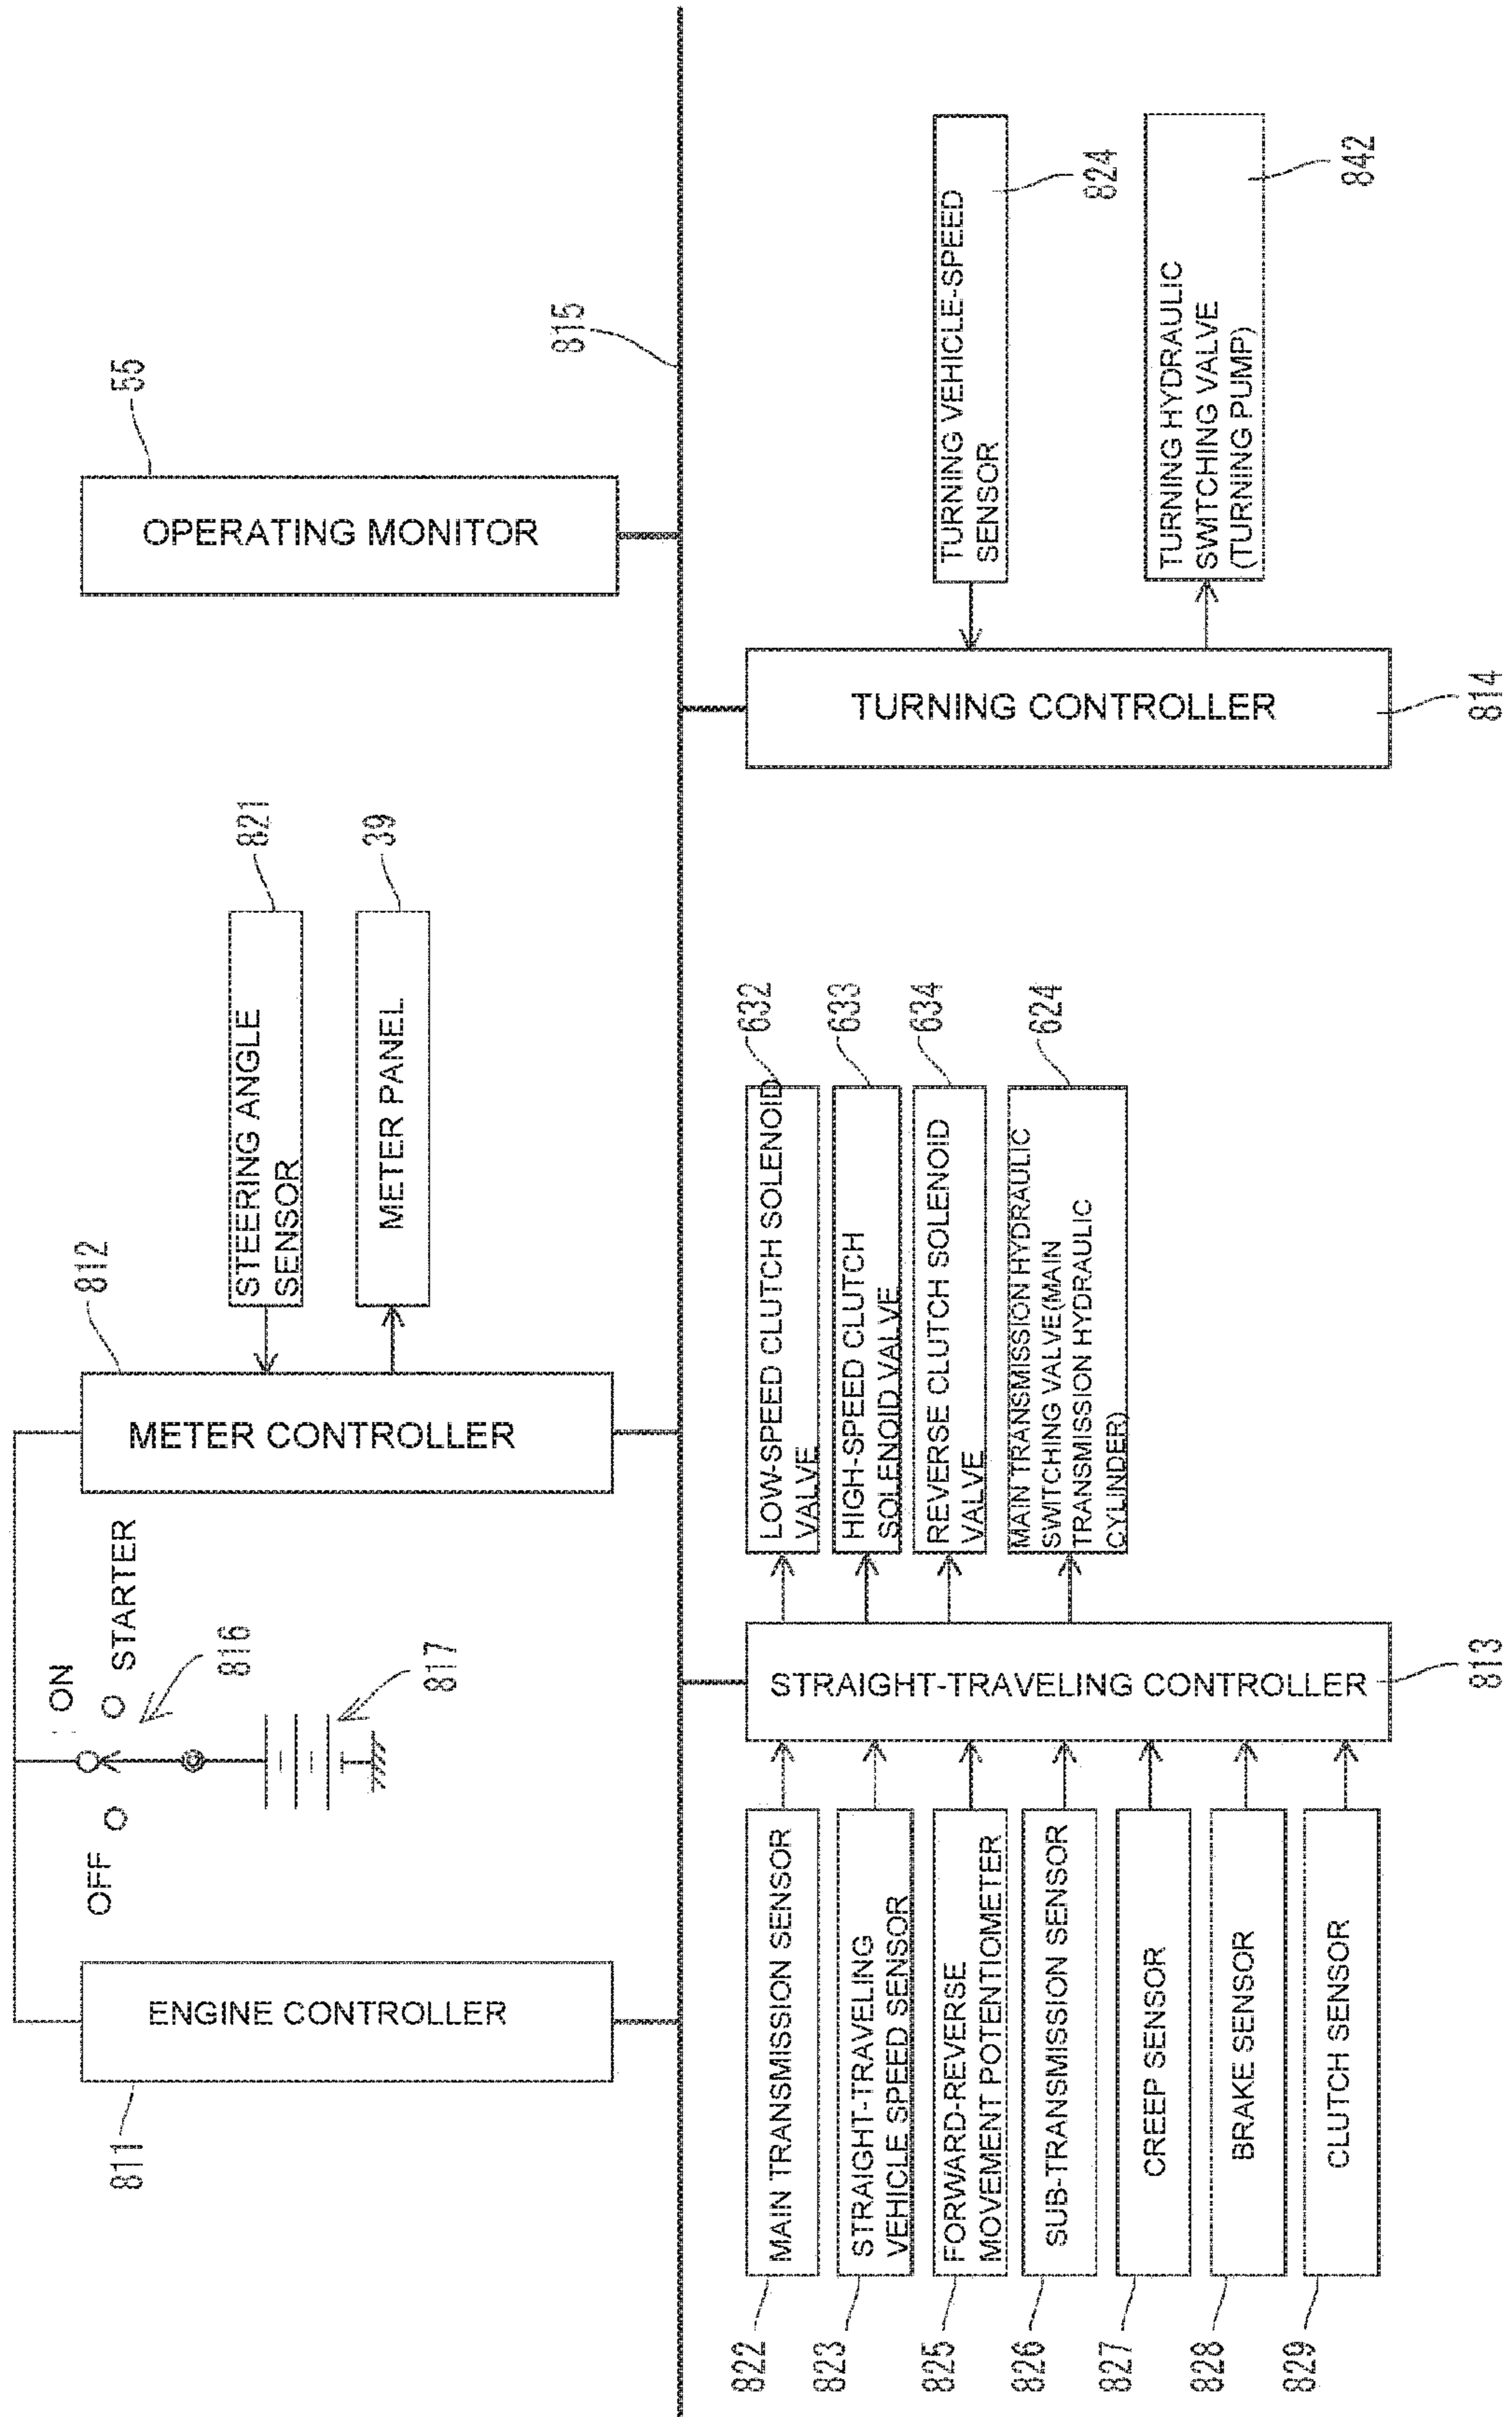 811
ENGINE CONTROLLER
OFF
ON
STARTER
816
817
812
METER CONTROLLER
STEERING ANGLE
SENSOR
821
METER PANEL
39
55
OPERATING MONITOR
815
822
MAIN TRANSMISSION SENSOR
823
STRAIGHT-TRAVELING
VEHICLE SPEED SENSOR
825
FORWARD-REVERSE
MOVEMENT POTENTIOMETER
826
SUB-TRANSMISSION SENSOR
827
CREEP SENSOR
828
BRAKE SENSOR
829
CLUTCH SENSOR
STRAIGHT-TRAVELING CONTROLLER
813
LOW-SPEED CLUTCH SOLENOID
VALVE
632
HIGH-SPEED CLUTCH
SOLENOID VALVE
633
REVERSE CLUTCH SOLENOID
VALVE
634
MAIN TRANSMISSION HYDRAULIC
SWITCHING VALVE(MAIN
TRANSMISSION HYDRAULIC
CYLINDER)
624
TURNING CONTROLLER
814
TURNING VEHICLE-SPEED
SENSOR
824
TURNING HYDRAULIC
SWITCHING VALVE
(TURNING PUMP)
842